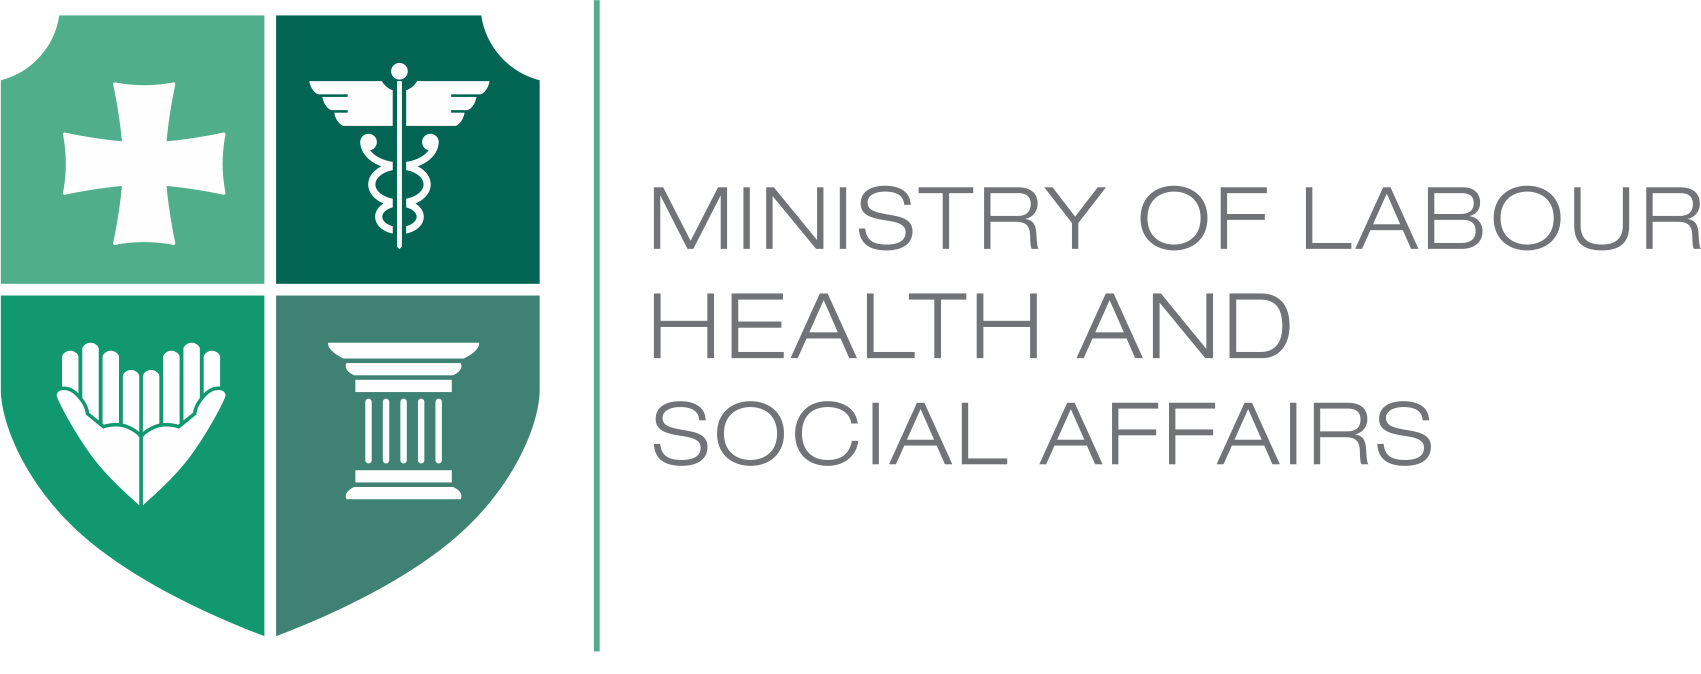 MINISTRY OF LABOUR
HEALTH AND
SOCIAL AFFAIRS